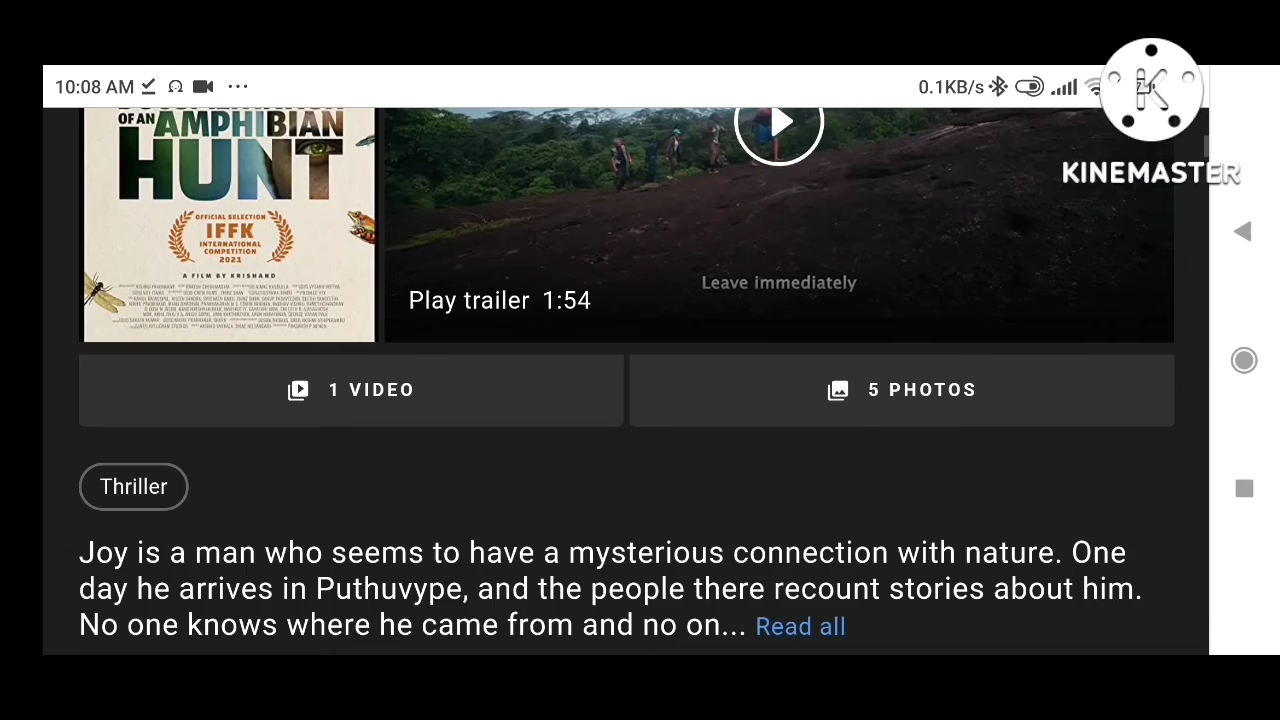 10:08 AM
0.1KB/s
KINEMASTER
OF AN AMPHIBIAN
HUNT
OFFICIAL SELECTION
IFFK
INTERNATIONAL
COMPETITION
2021
A FILM BY KRISHAND
Leave immediately
Play trailer 1:54
1 VIDEO
5 PHOTOS
Thriller
Joy is a man who seems to have a mysterious connection with nature. One
day he arrives in Puthuvype, and the people there recount stories about him.
No one knows where he came from and no on... Read all